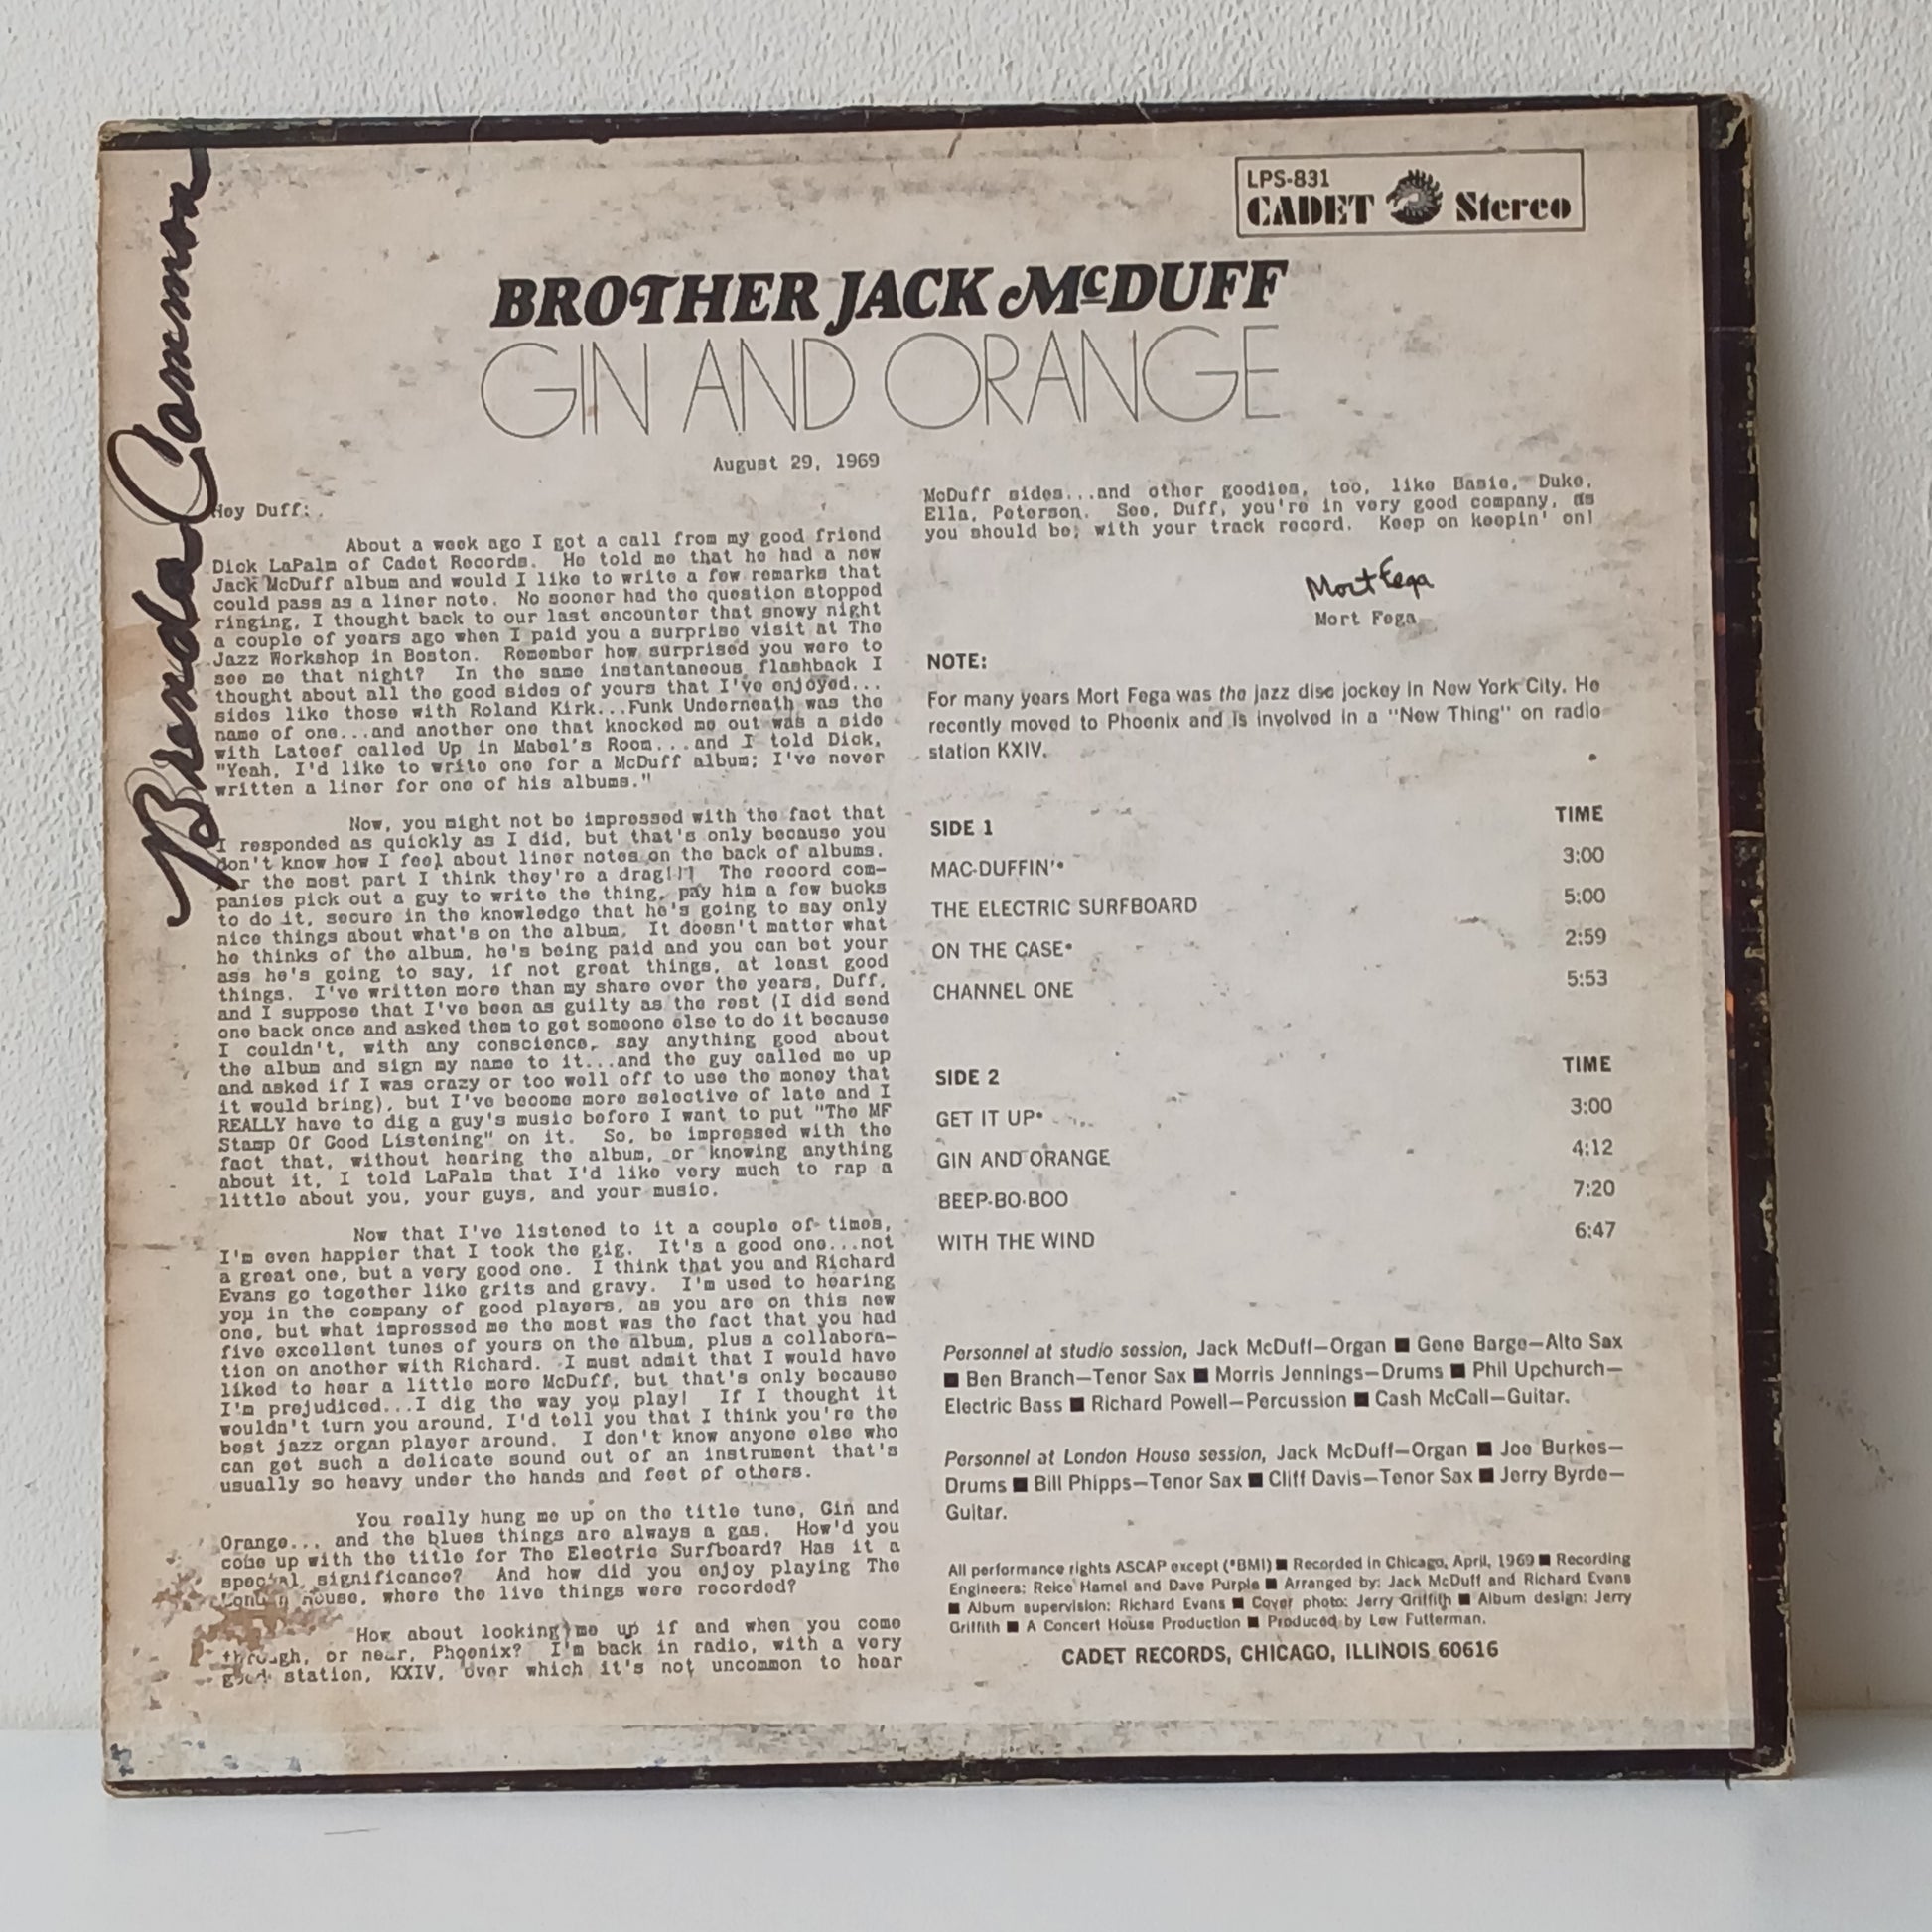 Brenda Cammon
LPS-831
CADET Stereo
BROTHER JACK McDUFF
GIN AND ORANGE
August 29, 1969
Hey Duff:
About a week ago I got a call from my good friend
Dick LaPalm of Cadet Records. He told me that he had a new
Jack McDuff album and would I like to write a few remarks that
could pass as a liner note. No sooner had the question stopped
ringing, I thought back to our last encounter that snowy night
a couple of years ago when I paid you a surprise visit at The
Jazz Workshop in Boston. Remember how surprised you were to
see me that night? In the same instantaneous flashback I
thought about all the good sides of yours that I've enjoyed...
sides like those with Roland Kirk...Funk Underneath was the
name of one...and another one that knocked me out was a side
with Lateef called Up in Mabel's Room...and I told Dick,
"Yeah, I'd like to write one for a McDuff album; I've never
written a liner for one of his albums."
Now, you might not be impressed with the fact that
I responded as quickly as I did, but that's only because you
don't know how I feel about liner notes on the back of albums.
For the most part I think they're a drag!!! The record com-
panies pick out a guy to write the thing, pay him a few bucks
to do it, secure in the knowledge that he's going to say only
nice things about what's on the album. It doesn't matter what
he thinks of the album, he's being paid and you can bet your
ass he's going to say, if not great things, at least good
things. I've written more than my share over the years, Duff,
and I suppose that I've been as guilty as the rest (I did send
one back once and asked them to get someone else to do it because
I couldn't, with any conscience, say anything good about
the album and sign my name to it...and the guy called me up
and asked if I was crazy or too well off to use the money that
it would bring), but I've become more selective of late and I
REALLY have to dig a guy's music before I want to put "The MF
Stamp Of Good Listening" on it. So, be impressed with the
fact that, without hearing the album, or knowing anything
about it, I told LaPalm that I'd like very much to rap a
little about you, your guys, and your music.
Now that I've listened to it a couple of times,
I'm even happier that I took the gig. It's a good one...not
a great one, but a very good one. I think that you and Richard
Evans go together like grits and gravy. I'm used to hearing
you in the company of good players, as you are on this new
one, but what impressed me the most was the fact that you had
five excellent tunes of yours on the album, plus a collabora-
tion on another with Richard. I must admit that I would have
liked to hear a little more McDuff, but that's only because
I'm prejudiced...I dig the way you play! If I thought it
wouldn't turn you around, I'd tell you that I think you're the
best jazz organ player around. I don't know anyone else who
can get such a delicate sound out of an instrument that's
usually so heavy under the hands and feet of others.
You really hung me up on the title tune, Gin and
Orange... and the blues things are always a gas. How'd you
come up with the title for The Electric Surfboard? Has it a
special significance? And how did you enjoy playing The
London House, where the live things were recorded?
How about looking me up if and when you come
through, or near, Phoenix? I'm back in radio, with a very
good station, KXIV, over which it's not uncommon to hear
McDuff sides...and other goodies, too, like Basie, Duke,
Ella, Peterson. See, Duff, you're in very good company, as
you should be, with your track record. Keep on keepin' on!
Mort Fega
Mort Fega
NOTE:
For many years Mort Fega was the jazz disc jockey in New York City. He
recently moved to Phoenix and is involved in a "New Thing" on radio
station KXIV.
SIDE 1 TIME
MAC-DUFFIN'* 3:00
THE ELECTRIC SURFBOARD 5:00
ON THE CASE* 2:59
CHANNEL ONE 5:53
SIDE 2 TIME
GET IT UP* 3:00
GIN AND ORANGE 4:12
BEEP-BO-BOO 7:20
WITH THE WIND 6:47
Personnel at studio session, Jack McDuff—Organ ■ Gene Barge—Alto Sax
■ Ben Branch—Tenor Sax ■ Morris Jennings—Drums ■ Phil Upchurch—
Electric Bass ■ Richard Powell—Percussion ■ Cash McCall—Guitar.
Personnel at London House session, Jack McDuff—Organ ■ Joe Burkes—
Drums ■ Bill Phipps—Tenor Sax ■ Cliff Davis—Tenor Sax ■ Jerry Byrde—
Guitar.
All performance rights ASCAP except (*BMI) ■ Recorded in Chicago, April, 1969 ■ Recording
Engineers: Reice Hamel and Dave Purple ■ Arranged by: Jack McDuff and Richard Evans
■ Album supervision: Richard Evans ■ Cover photo: Jerry Griffith ■ Album design: Jerry
Griffith ■ A Concert House Production ■ Produced by Lew Futterman.
CADET RECORDS, CHICAGO, ILLINOIS 60616